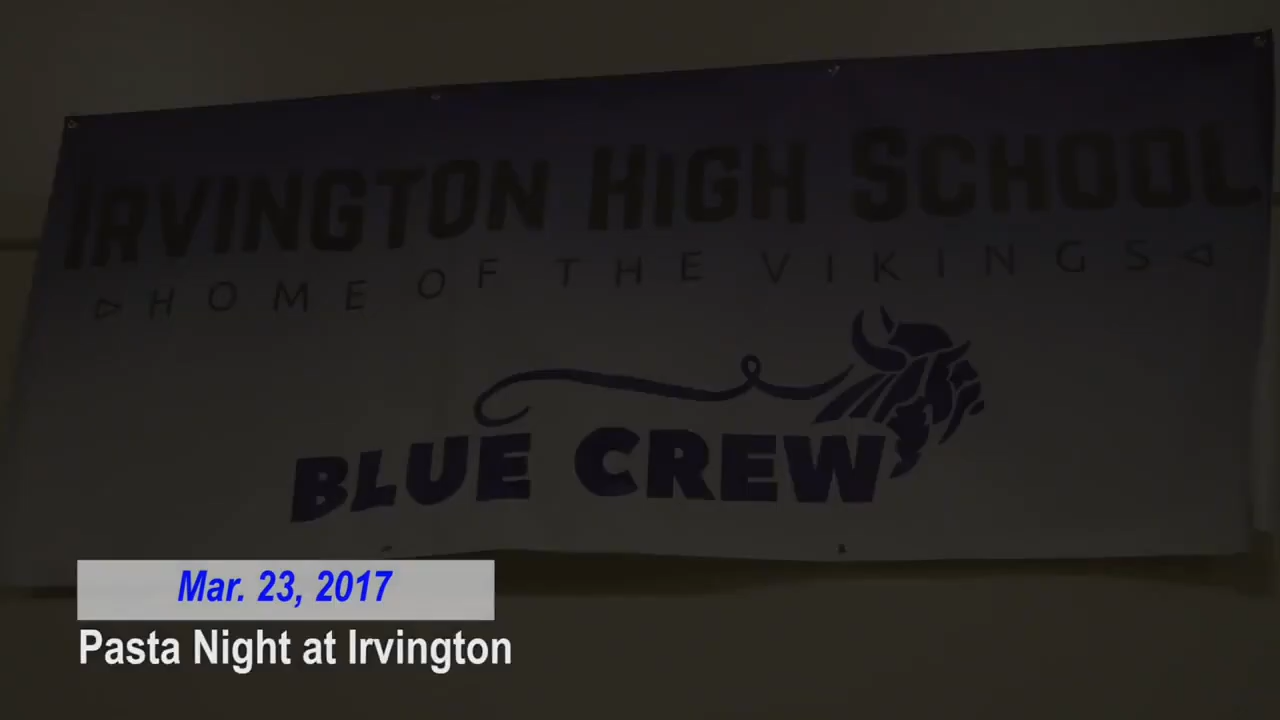 IRVINGTON HIGH SCHOOL
HOME OF THE VIKINGS
BLUE CREW
Mar. 23, 2017
Pasta Night at Irvington